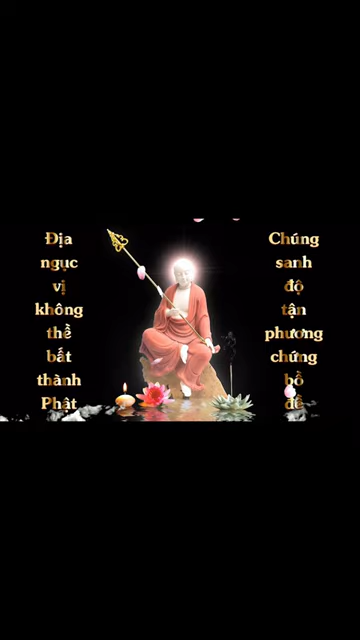 Địa
ngục
vị
không
thề
bất
thành
Phật
Chúng
sanh
độ
tận
phương
chứng
bồ
đề